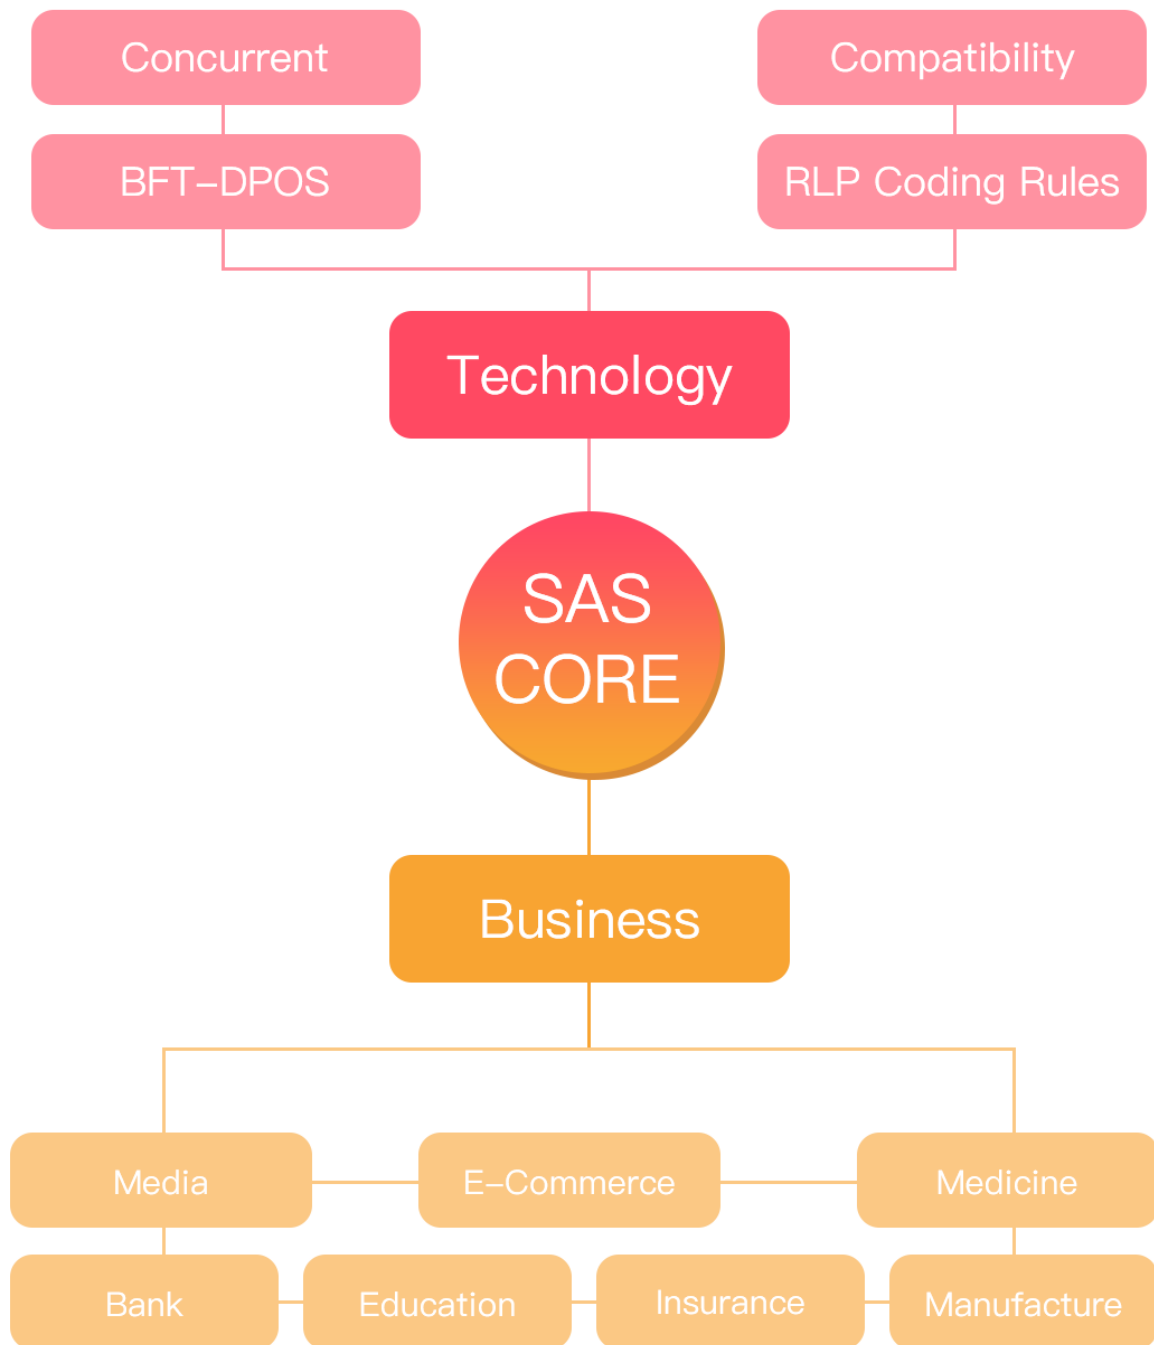 Concurrent
Compatibility
BFT-DPOS
RLP Coding Rules
Technology
SAS
CORE
Business
Media
E-Commerce
Medicine
Bank
Education
Insurance
Manufacture